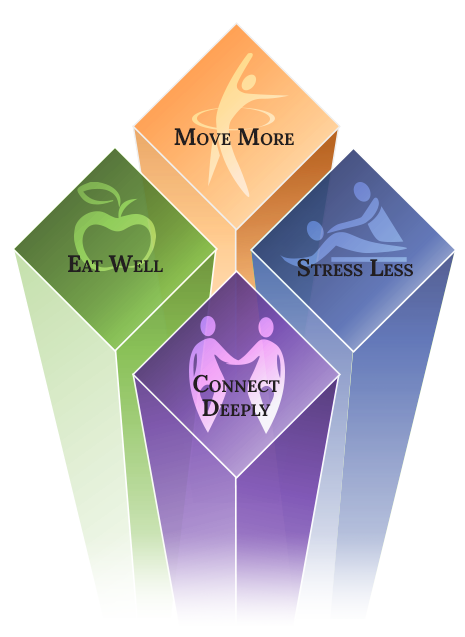 Move More
Eat Well
Stress Less
Connect
Deeply